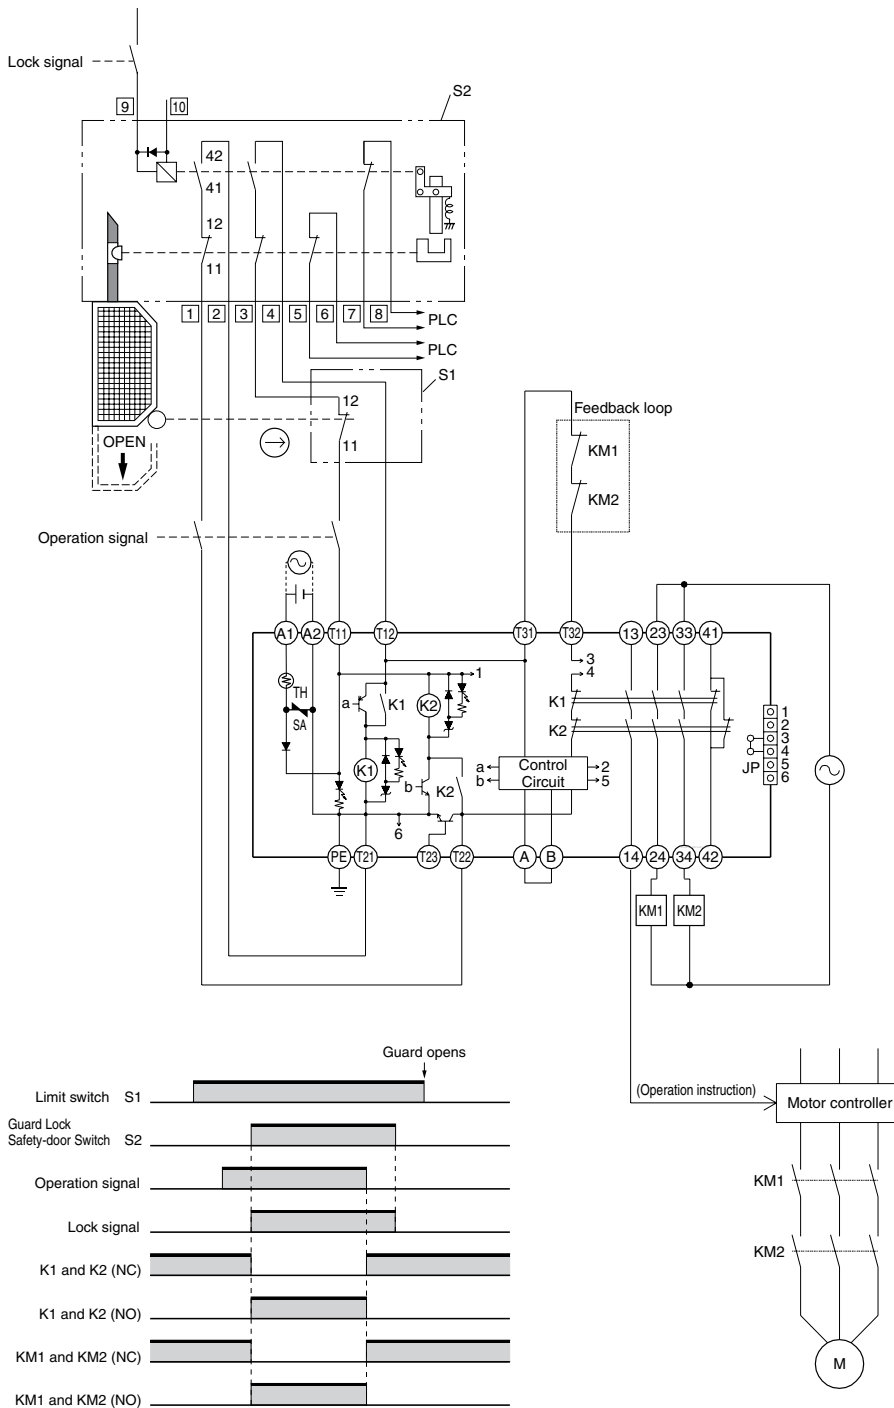 Lock signal
9
10
S2
42
41
12
11
1
2
3
4
5
6
7
8
PLC
PLC
S1
12
11
OPEN
Feedback loop
KM1
KM2
Operation signal
A1
A2
T11
T12
T31
T32
13
23
33
41
TH
SA
a
K1
K2
1
3
4
K1
K2
K1
b
K2
6
a
b
Control
Circuit
2
5
JP
1
2
3
4
5
6
PE
T21
T23
T22
A
B
14
24
34
42
KM1
KM2
Guard opens
Limit switch S1
Guard Lock
Safety-door Switch S2
Operation signal
Lock signal
K1 and K2 (NC)
K1 and K2 (NO)
KM1 and KM2 (NC)
KM1 and KM2 (NO)
(Operation instruction)
Motor controller
KM1
KM2
M